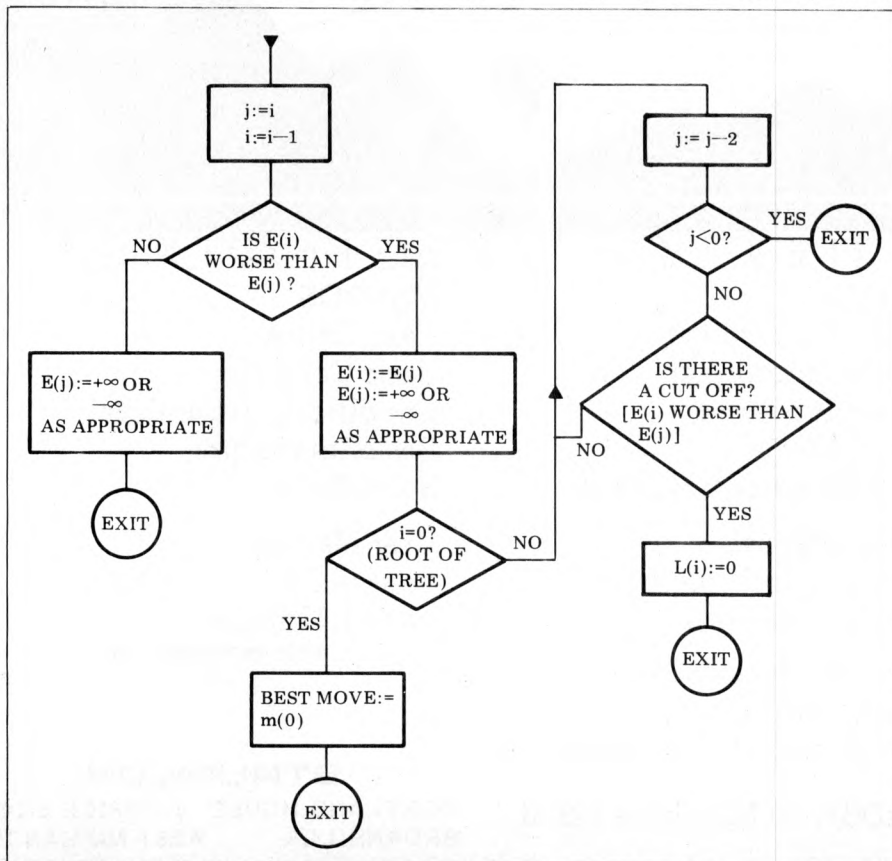 j:=i
i:=i–1
NO
IS E(i)
WORSE THAN
E(j) ?
YES
E(j):=+∞ OR
–∞
AS APPROPRIATE
EXIT
E(i):=E(j)
E(j):=+∞ OR
–∞
AS APPROPRIATE
i=0?
(ROOT OF
TREE)
NO
YES
BEST MOVE:=
m(0)
EXIT
j:= j–2
j<0?
YES
EXIT
NO
IS THERE
A CUT OFF?
[E(i) WORSE THAN
E(j)]
NO
YES
L(i):=0
EXIT